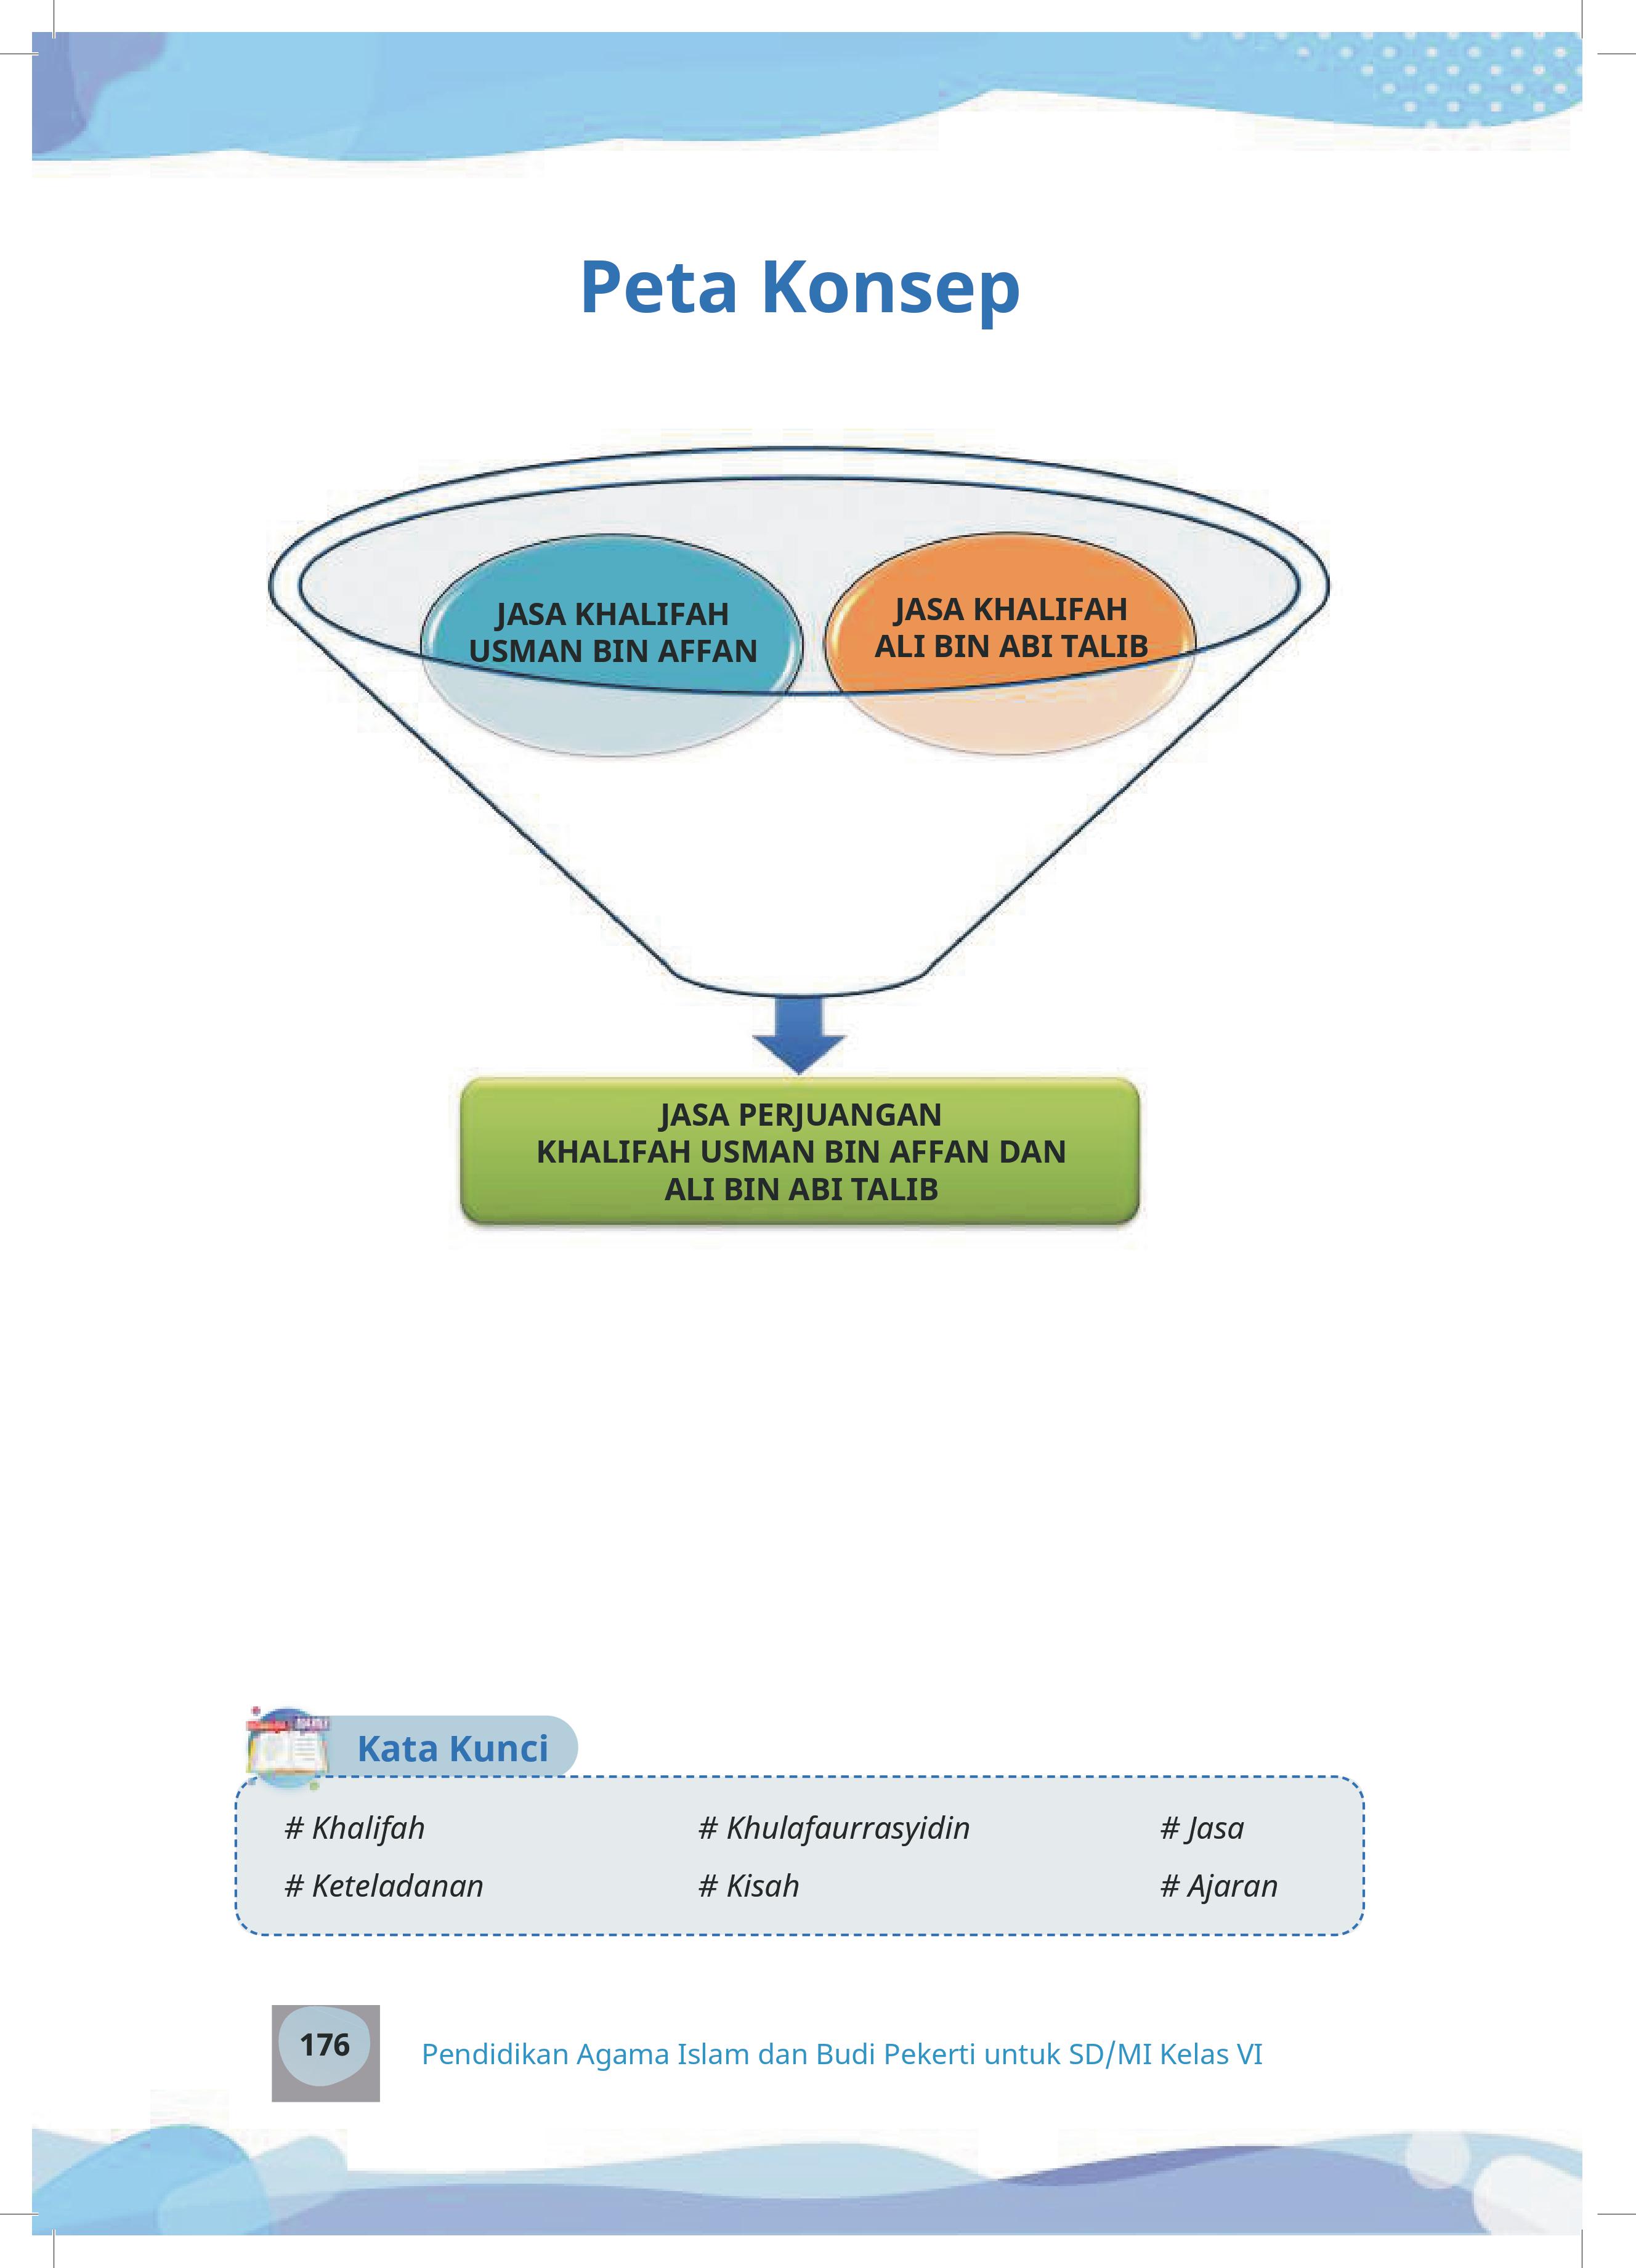 Peta Konsep
JASA KHALIFAH
USMAN BIN AFFAN
JASA KHALIFAH
ALI BIN ABI TALIB
JASA PERJUANGAN
KHALIFAH USMAN BIN AFFAN DAN
ALI BIN ABI TALIB
Kata Kunci
# Khalifah # Khulafaurrasyidin # Jasa
# Keteladanan # Kisah # Ajaran
176 Pendidikan Agama Islam dan Budi Pekerti untuk SD/MI Kelas VI